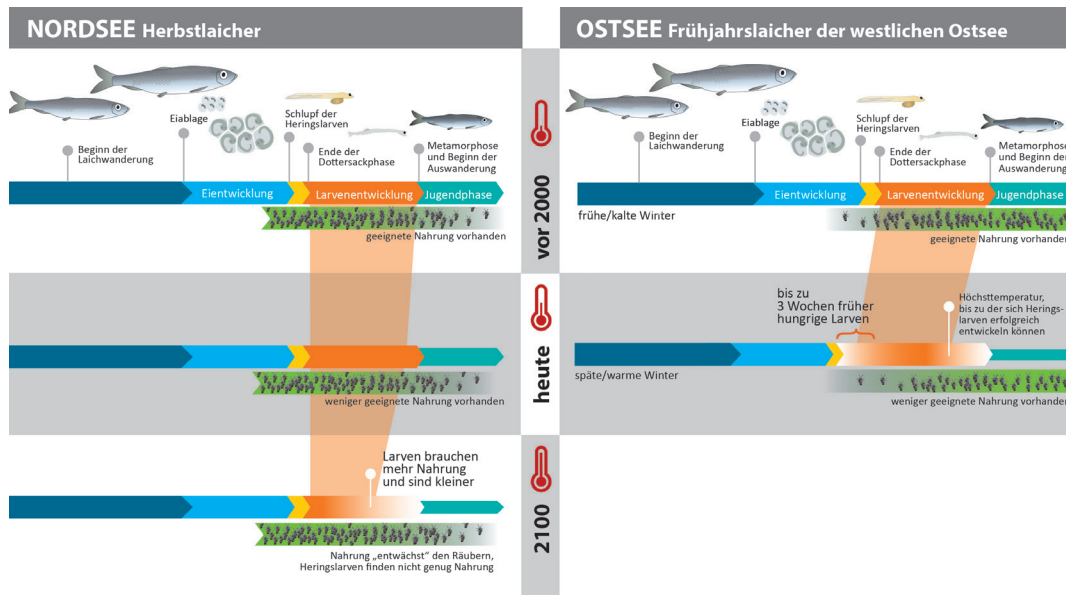 NORDSEE Herbstlaicher
Beginn der
Laichwanderung
Eiablage
Schlupf der
Heringslarven
Ende der
Dottersackphase
Metamorphose
und Beginn der
Auswanderung
Eientwicklung
Larvenentwicklung
Jugendphase
geeignete Nahrung vorhanden
weniger geeignete Nahrung vorhanden
Larven brauchen
mehr Nahrung
und sind kleiner
Nahrung „entwächst“ den Räubern,
Heringslarven finden nicht genug Nahrung
vor 2000
heute
2100
OSTSEE Frühjahrslaicher der westlichen Ostsee
Beginn der
Laichwanderung
Eiablage
Schlupf der
Heringslarven
Ende der
Dottersackphase
Metamorphose
und Beginn der
Auswanderung
Eientwicklung
Larvenentwicklung
Jugendphase
frühe/kalte Winter
geeignete Nahrung vorhanden
bis zu
3 Wochen früher
hungrige Larven
Höchsttemperatur,
bis zu der sich Herings-
larven erfolgreich
entwickeln können
späte/warme Winter
weniger geeignete Nahrung vorhanden